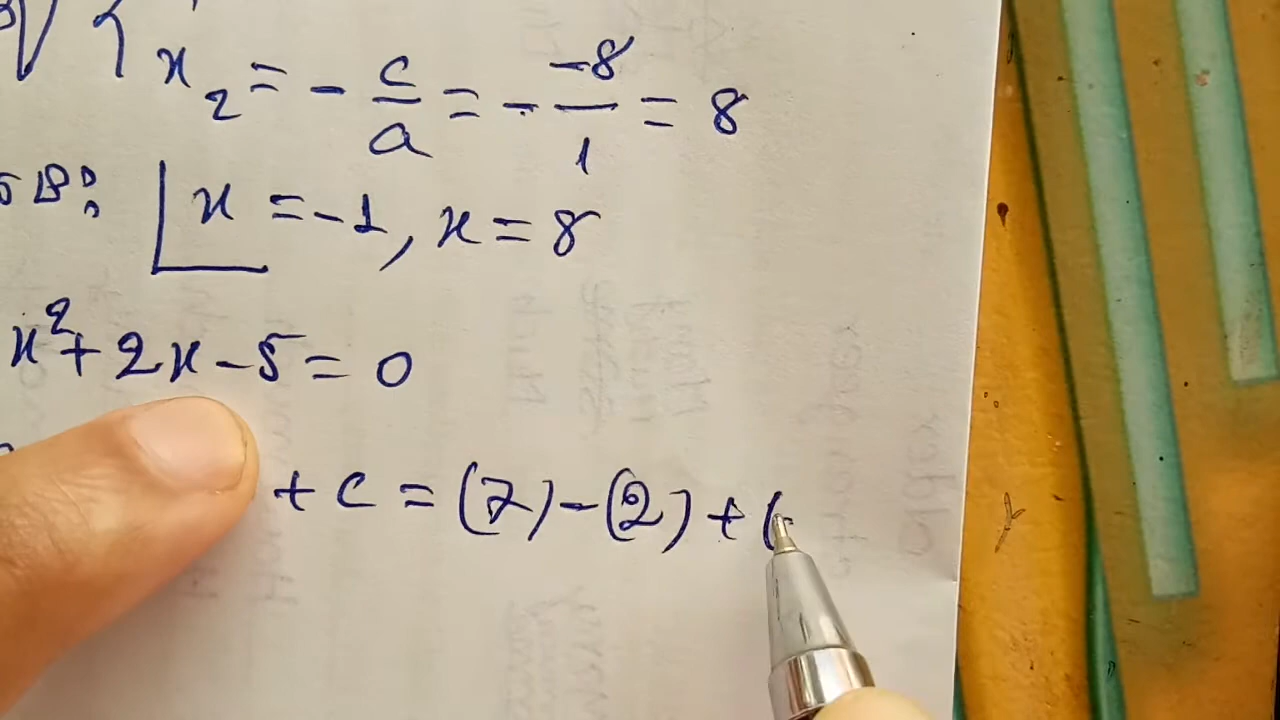 x₂ = - c/a = - -8/1 = 8
x = -1, x = 8
x² + 2x - 5 = 0
+ c = (7) - (2) + (